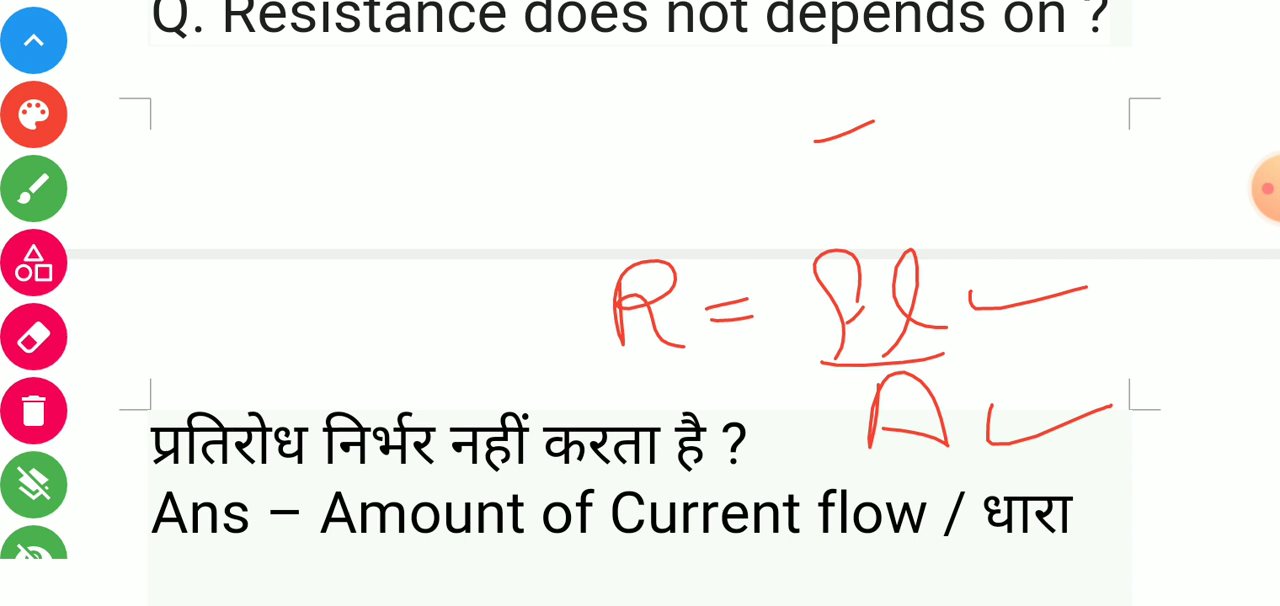 Q. Resistance does not depends on ?
R = ρl
A
प्रतिरोध निर्भर नहीं करता है ?
Ans – Amount of Current flow / धारा